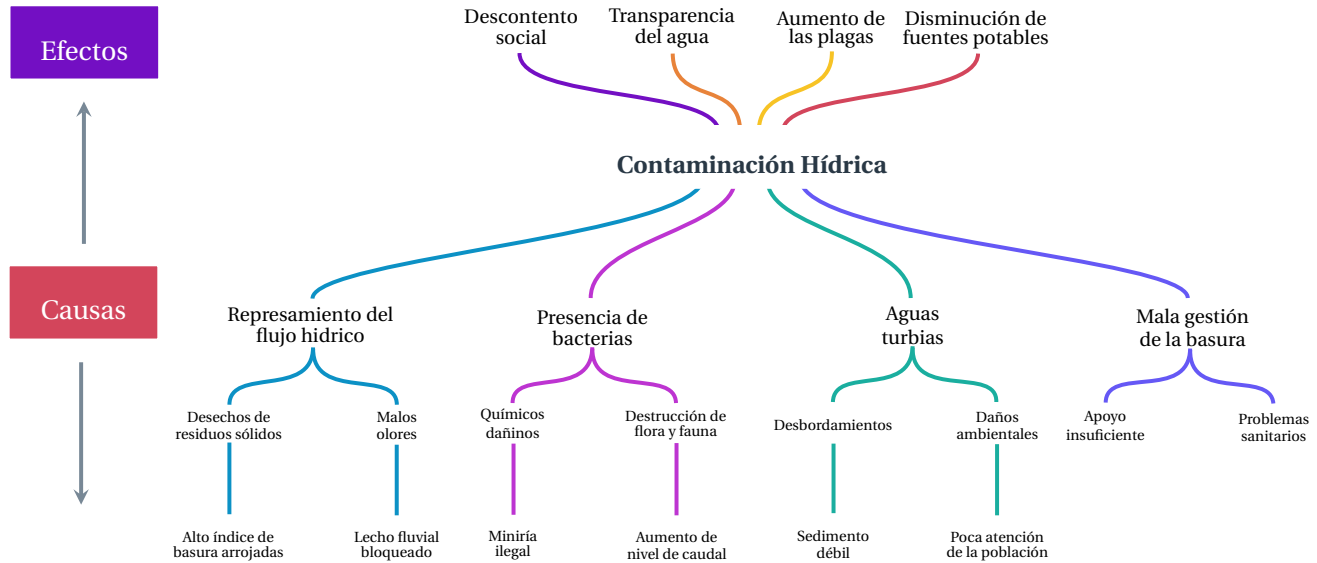 Efectos
Descontento
social
Transparencia
del agua
Aumento de
las plagas
Disminución de
fuentes potables
Contaminación Hídrica
Causas
Represamiento del
flujo hidrico
Presencia de
bacterias
Aguas
turbias
Mala gestión
de la basura
Desechos de
residuos sólidos
Malos
olores
Químicos
dañinos
Destrucción de
flora y fauna
Desbordamientos
Daños
ambientales
Apoyo
insuficiente
Problemas
sanitarios
Alto índice de
basura arrojadas
Lecho fluvial
bloqueado
Miniría
ilegal
Aumento de
nivel de caudal
Sedimento
débil
Poca atención
de la población